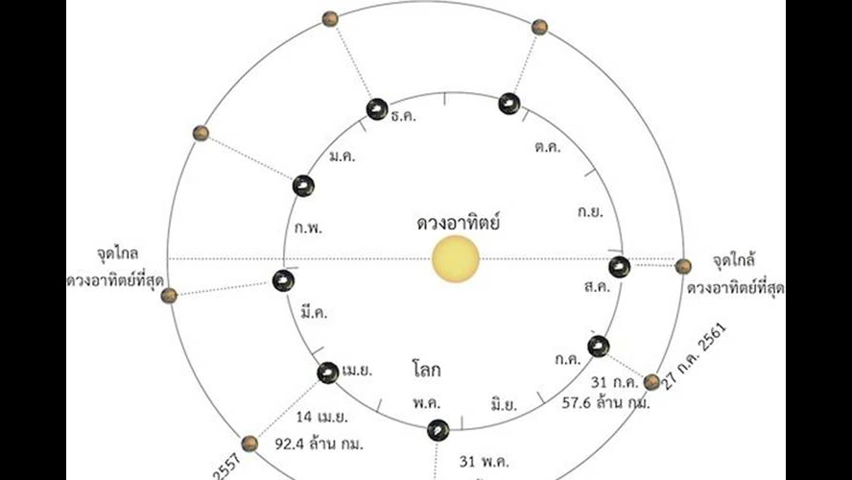 ธ.ค.
ม.ค.
ต.ค.
ก.พ.
ก.ย.
ดวงอาทิตย์
จุดไกล
ดวงอาทิตย์ที่สุด
จุดใกล้
ดวงอาทิตย์ที่สุด
ส.ค.
มี.ค.
ก.ค.
เม.ย.
โลก
พ.ค.
มิ.ย.
31 ก.ค.
57.6 ล้าน กม.
27 ก.ค. 2561
14 เม.ย.
92.4 ล้าน กม.
2557
31 พ.ค.